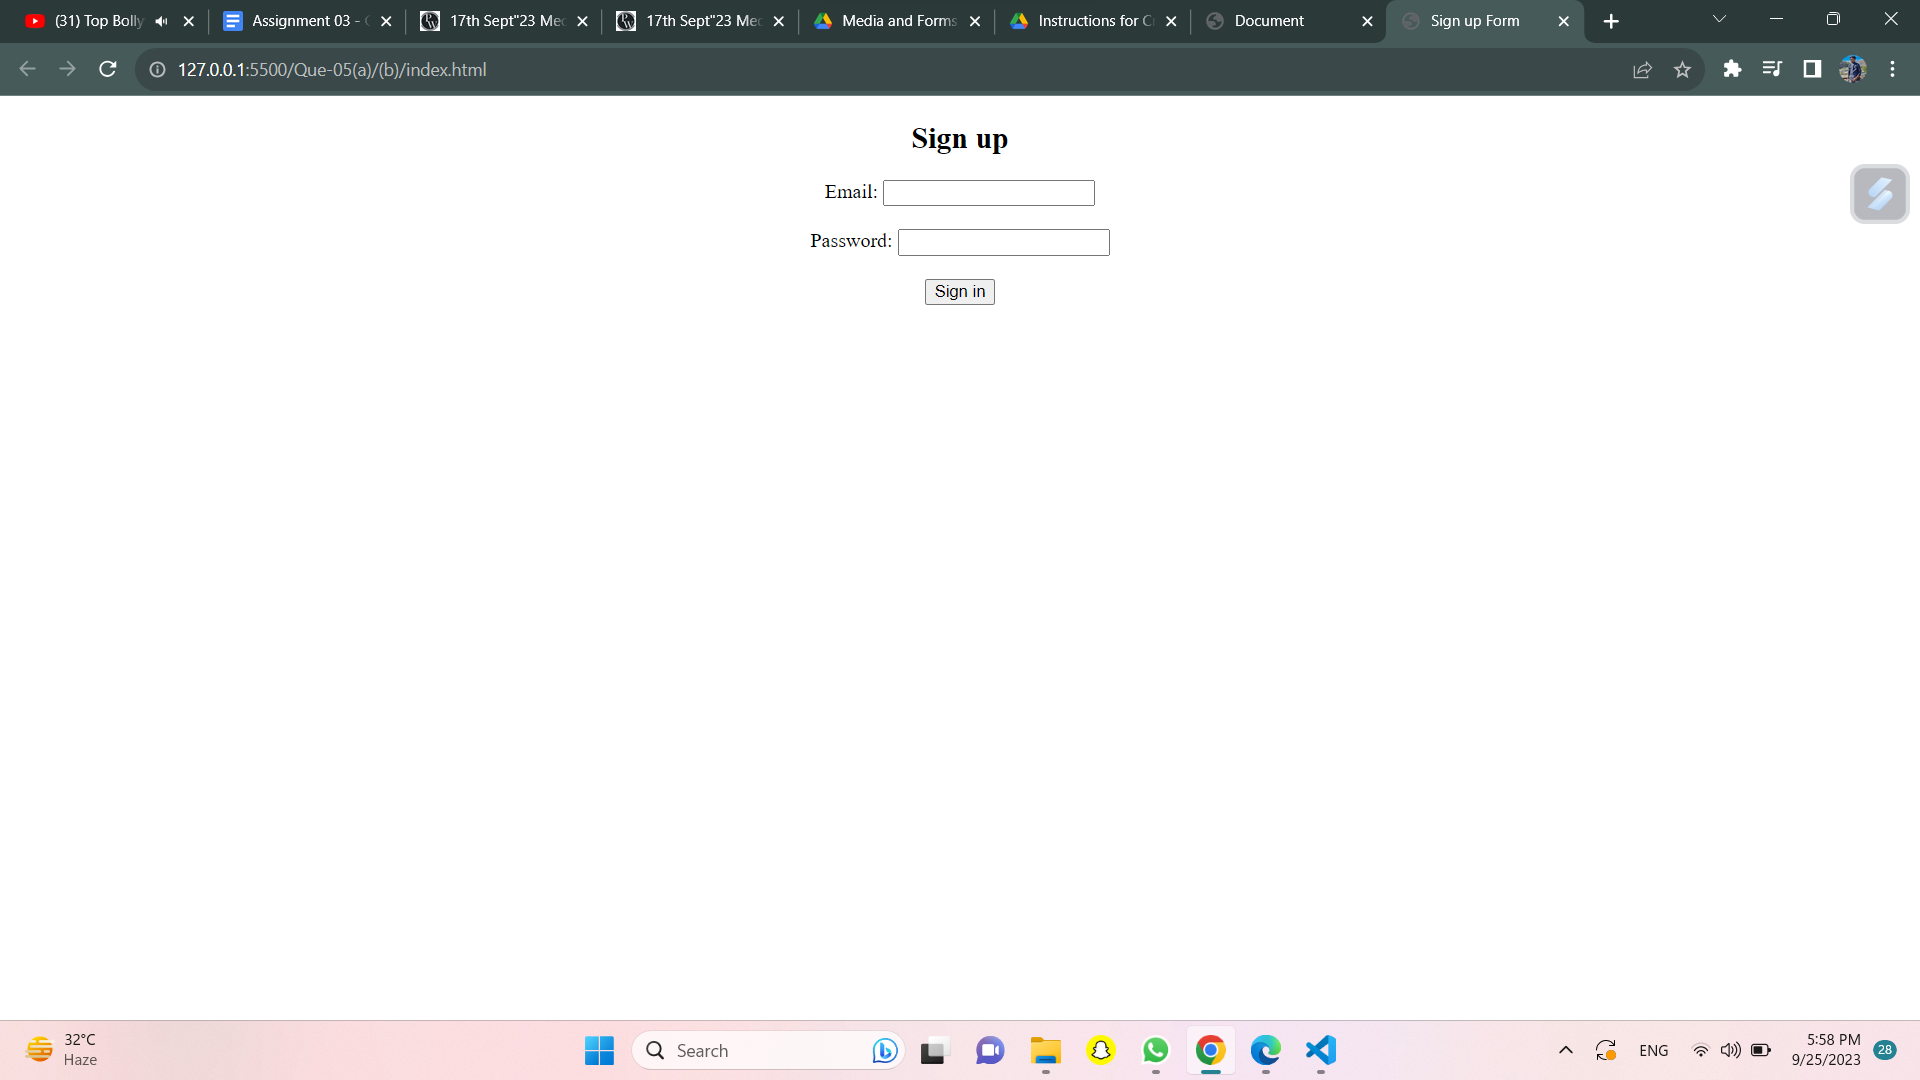 (31) Top Bolly
Assignment 03 -
17th Sept"23 Mec
17th Sept"23 Mec
Media and Forms
Instructions for C
Document
Sign up Form
127.0.0.1:5500/Que-05(a)/(b)/index.html
Sign up
Email:
Password:
Sign in
32°C
Haze
Search
ENG
5:58 PM
9/25/2023
28